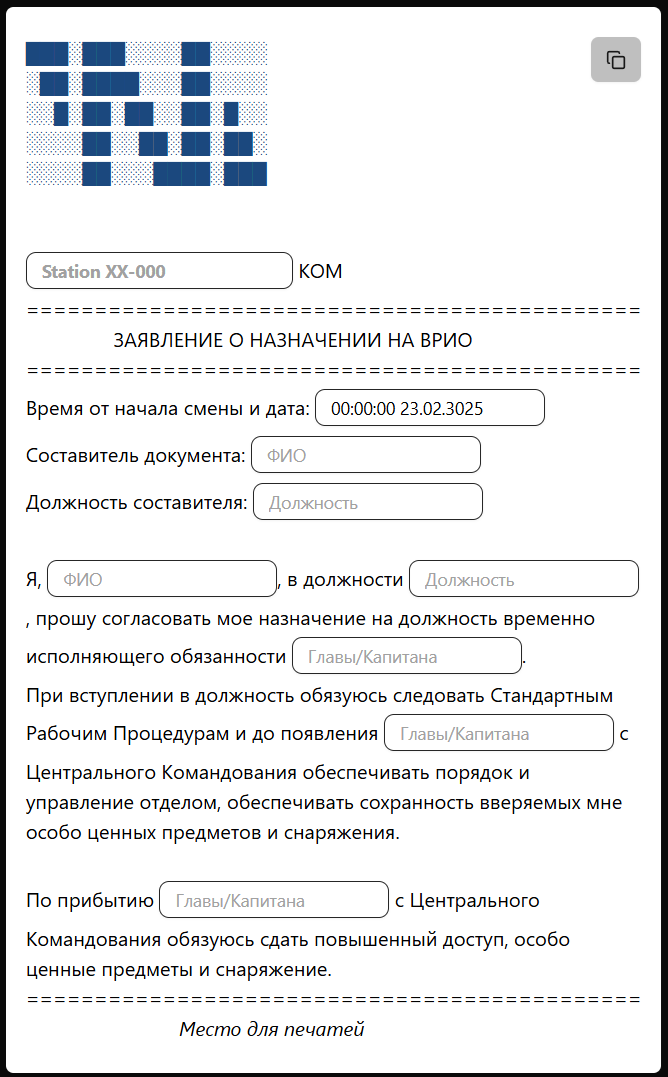 Station XX-000 КОМ
=============================================
ЗАЯВЛЕНИЕ О НАЗНАЧЕНИИ НА ВРИО
=============================================
Время от начала смены и дата: 00:00:00 23.02.3025
Составитель документа: ФИО
Должность составителя: Должность
Я, ФИО, в должности Должность
, прошу согласовать мое назначение на должность временно
исполняющего обязанности Главы/Капитана.
При вступлении в должность обязуюсь следовать Стандартным
Рабочим Процедурам и до появления Главы/Капитана с
Центрального Командования обеспечивать порядок и
управление отделом, обеспечивать сохранность вверяемых мне
особо ценных предметов и снаряжения.
По прибытию Главы/Капитана с Центрального
Командования обязуюсь сдать повышенный доступ, особо
ценные предметы и снаряжение.
=============================================
Место для печатей